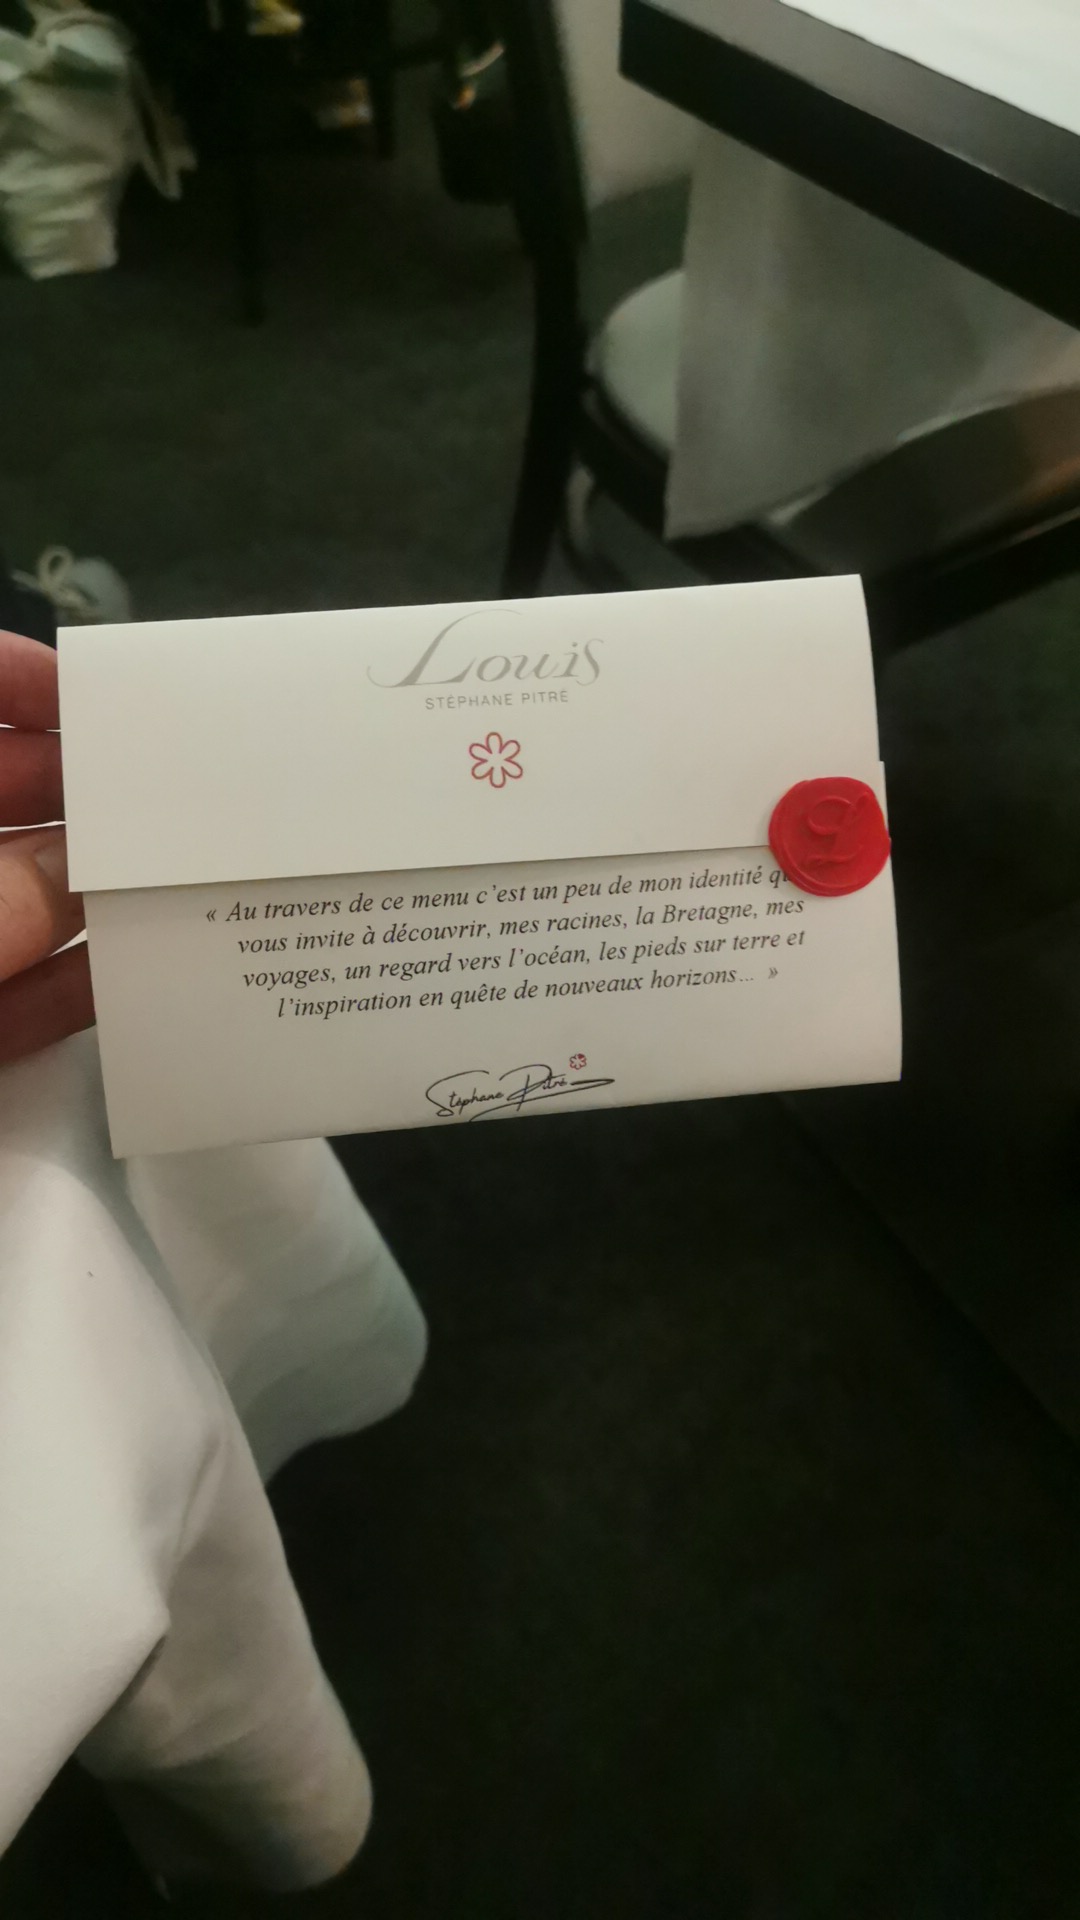 Louis
STÉPHANE PITRÉ
« Au travers de ce menu c'est un peu de mon identité
vous invite à découvrir, mes racines, la Bretagne, mes
voyages, un regard vers l'océan, les pieds sur terre et
l'inspiration en quête de nouveaux horizons... »
Stéphane Pitré
L